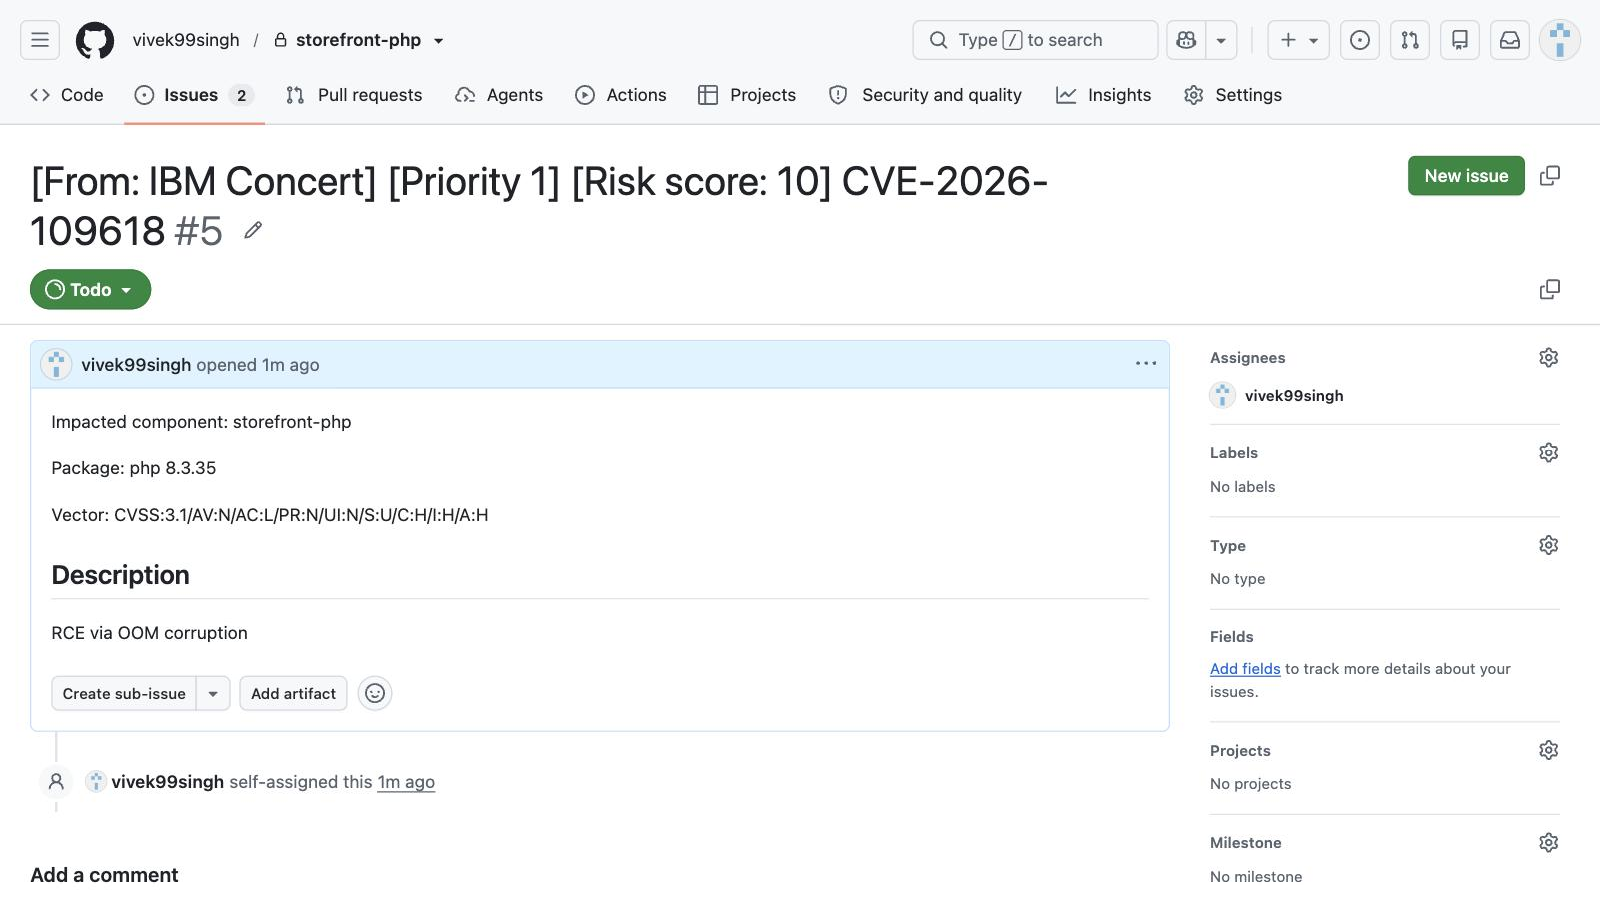 vivek99singh / storefront-php
Type / to search
Code
Issues 2
Pull requests
Agents
Actions
Projects
Security and quality
Insights
Settings
[From: IBM Concert] [Priority 1] [Risk score: 10] CVE-2026-
109618 #5
New issue
Todo
vivek99singh opened 1m ago
Impacted component: storefront-php
Package: php 8.3.35
Vector: CVSS:3.1/AV:N/AC:L/PR:N/UI:N/S:U/C:H/I:H/A:H
Description
RCE via OOM corruption
Create sub-issue
Add artifact
vivek99singh self-assigned this 1m ago
Add a comment
Assignees
vivek99singh
Labels
No labels
Type
No type
Fields
Add fields to track more details about your
issues.
Projects
No projects
Milestone
No milestone